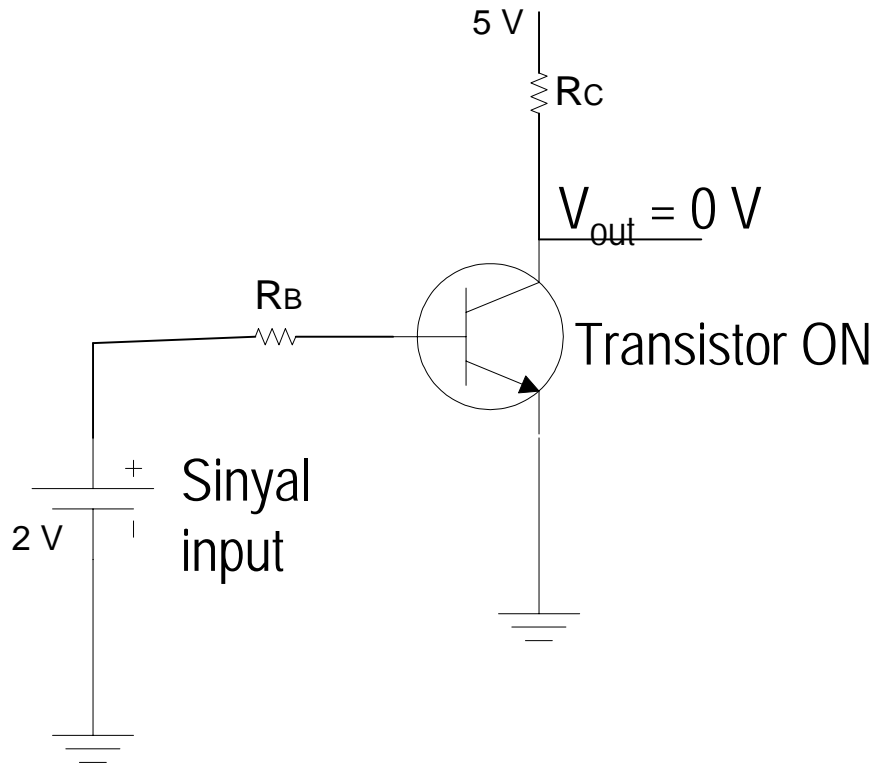 5 V
RC
Vout = 0 V
RB
Transistor ON
+
Sinyal
input
2 V
-